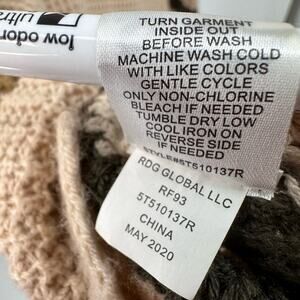 low odor
ultra
TURN GARMENT
INSIDE OUT
BEFORE WASH
MACHINE WASH COLD
WITH LIKE COLORS
GENTLE CYCLE
ONLY NON-CHLORINE
BLEACH IF NEEDED
TUMBLE DRY LOW
COOL IRON ON
REVERSE SIDE
IF NEEDED
STYLE#5T510137R
RDG GLOBAL LLC
RF93
5T510137R
CHINA
MAY 2020